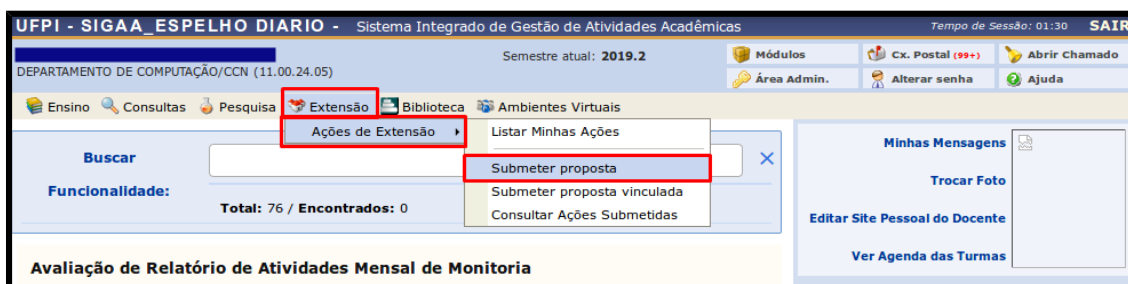 UFPI - SIGAA_ESPELHO DIARIO - Sistema Integrado de Gestão de Atividades Acadêmicas Tempo de Sessão: 01:30 SAIR
Semestre atual: 2019.2 Módulos Cx. Postal (99+) Abrir Chamado
DEPARTAMENTO DE COMPUTAÇÃO/CCN (11.00.24.05)
Área Admin. Alterar senha Ajuda
Ensino Consultas Pesquisa Extensão Biblioteca Ambientes Virtuais
Ações de Extensão Listar Minhas Ações
Minhas Mensagens
Buscar
Submeter proposta
Trocar Foto
Funcionalidade:
Submeter proposta vinculada
Total: 76 / Encontrados: 0
Consultar Ações Submetidas
Editar Site Pessoal do Docente
Ver Agenda das Turmas
Avaliação de Relatório de Atividades Mensal de Monitoria